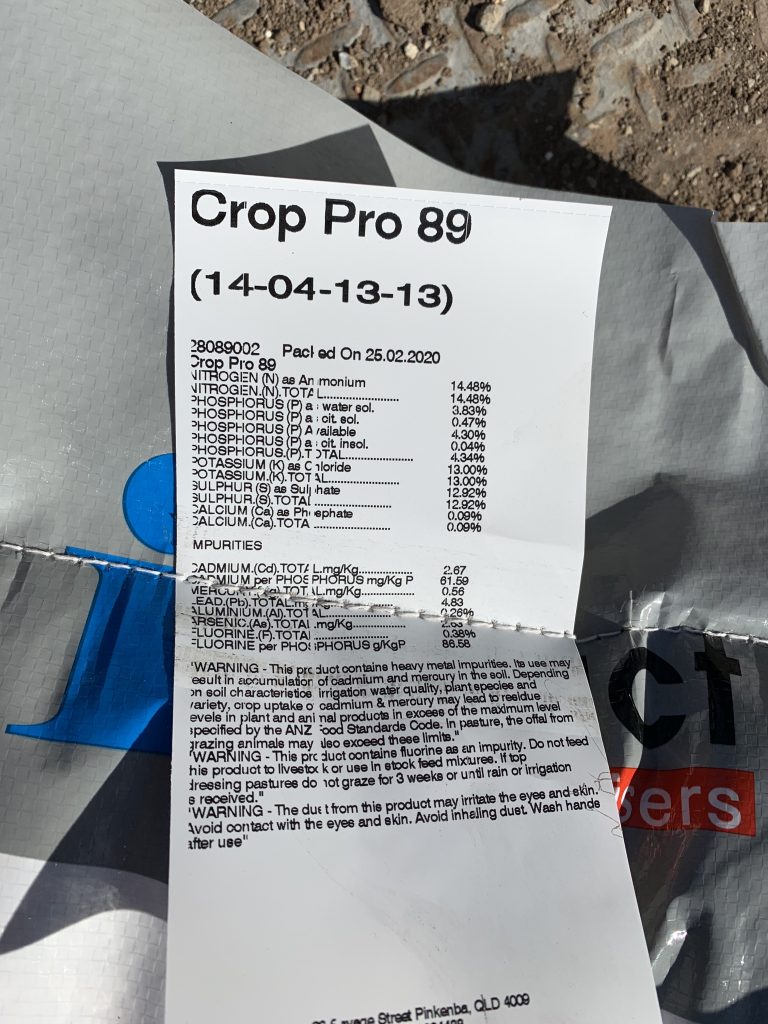 Crop Pro 89
(14-04-13-13)
28089002 Packed On 25.02.2020
Crop Pro 89
NITROGEN (N) as Ammonium 14.48%
NITROGEN.(N).TOTAL 14.48%
PHOSPHORUS (P) as water sol. 3.83%
PHOSPHORUS (P) as cit. sol. 0.47%
PHOSPHORUS (P) Available 4.30%
PHOSPHORUS (P) as cit. insol. 0.04%
PHOSPHORUS.(P).TOTAL 4.34%
POTASSIUM (K) as Chloride 13.00%
POTASSIUM.(K).TOTAL 13.00%
SULPHUR (S) as Sulphate 12.92%
SULPHUR.(S).TOTAL 12.92%
CALCIUM (Ca) as Phosphate 0.09%
CALCIUM.(Ca).TOTAL 0.09%
IMPURITIES
CADMIUM.(Cd).TOTAL.mg/Kg 2.67
CADMIUM per PHOSPHORUS mg/Kg P 61.59
MERCURY TOTAL.mg/Kg 0.56
LEAD.(Pb).TOTAL.mg/Kg 4.83
ALUMINIUM.(Al).TOTAL 0.26%
ARSENIC.(As).TOTAL.mg/Kg
FLUORINE.(F).TOTAL 0.38%
FLUORINE per PHOSPHORUS g/KgP 86.58
"WARNING - This product contains heavy metal impurities. Its use may
result in accumulation of cadmium and mercury in the soil. Depending
on soil characteristics irrigation water quality, plant species and
variety, crop uptake of cadmium & mercury may lead to residue
levels in plant and animal products in excess of the maximum level
specified by the ANZ Food Standards Code. In pasture, the offal from
grazing animals may also exceed these limits."
"WARNING - This product contains fluorine as an impurity. Do not feed
this product to livestock or use in stock feed mixtures. If top
dressing pastures do not graze for 3 weeks or until rain or irrigation
is received."
"WARNING - The dust from this product may irritate the eyes and skin.
Avoid contact with the eyes and skin. Avoid inhaling dust. Wash hands
after use"
Street Pinkenba, QLD 4009
i
ct
sers